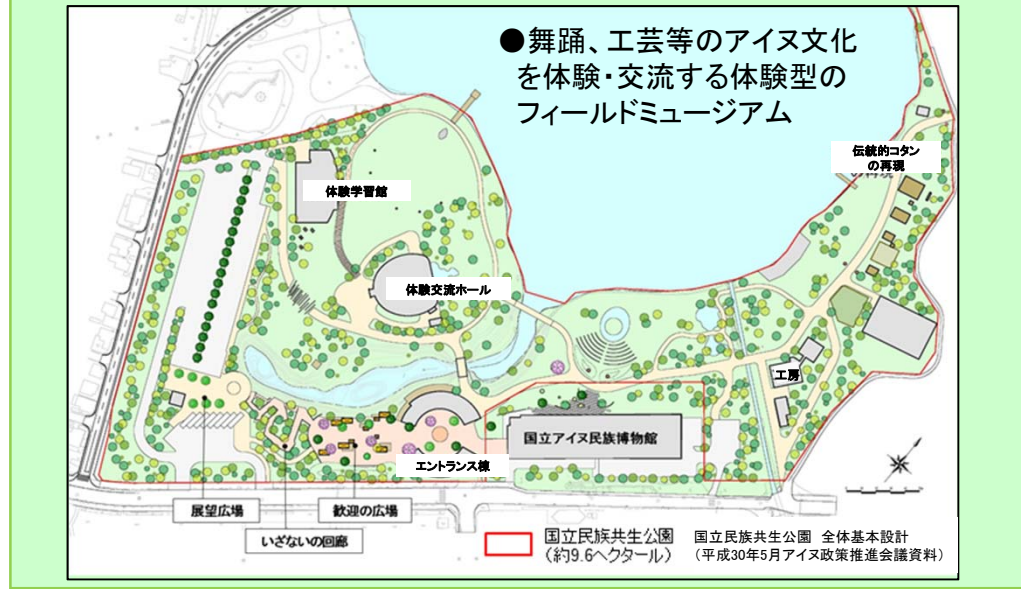 ●舞踊、工芸等のアイヌ文化
を体験・交流する体験型の
フィールドミュージアム
伝統的コタン
の再現
体験学習館
体験交流ホール
工房
国立アイヌ民族博物館
エントランス棟
展望広場
歓迎の広場
いざないの回廊
国立民族共生公園
(約9.6ヘクタール)
国立民族共生公園 全体基本設計
(平成30年5月アイヌ政策推進会議資料)